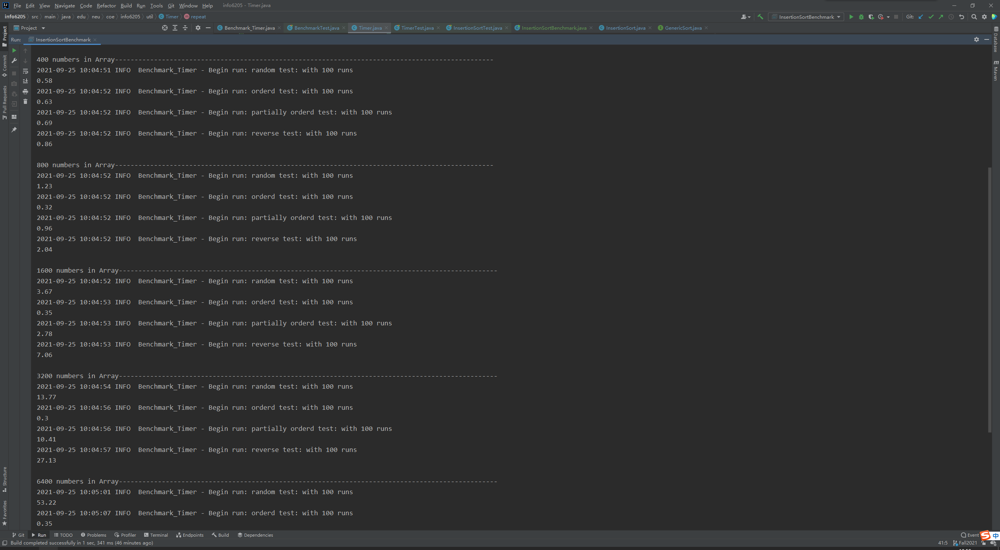 File Edit View Navigate Code Refactor Build Run Tools Git Window Help info6205 - Timer.java
info6205 src main java edu neu coe info6205 util Timer repeat InsertionSortBenchmark Git:
Project Benchmark_Timer.java BenchmarkTest.java Timer.java TimerTest.java InsertionSortTest.java InsertionSortBenchmark.java InsertionSort.java GenericSort.java
Run: InsertionSortBenchmark
400 numbers in Array-------------------------------------------------------------------------------------------------
2021-09-25 10:04:51 INFO  Benchmark_Timer - Begin run: random test: with 100 runs
0.58
2021-09-25 10:04:52 INFO  Benchmark_Timer - Begin run: orderd test: with 100 runs
0.63
2021-09-25 10:04:52 INFO  Benchmark_Timer - Begin run: partially orderd test: with 100 runs
0.69
2021-09-25 10:04:52 INFO  Benchmark_Timer - Begin run: reverse test: with 100 runs
0.86
800 numbers in Array-------------------------------------------------------------------------------------------------
2021-09-25 10:04:52 INFO  Benchmark_Timer - Begin run: random test: with 100 runs
1.23
2021-09-25 10:04:52 INFO  Benchmark_Timer - Begin run: orderd test: with 100 runs
0.32
2021-09-25 10:04:52 INFO  Benchmark_Timer - Begin run: partially orderd test: with 100 runs
0.96
2021-09-25 10:04:52 INFO  Benchmark_Timer - Begin run: reverse test: with 100 runs
2.04
1600 numbers in Array-------------------------------------------------------------------------------------------------
2021-09-25 10:04:52 INFO  Benchmark_Timer - Begin run: random test: with 100 runs
3.67
2021-09-25 10:04:53 INFO  Benchmark_Timer - Begin run: orderd test: with 100 runs
0.35
2021-09-25 10:04:53 INFO  Benchmark_Timer - Begin run: partially orderd test: with 100 runs
2.78
2021-09-25 10:04:53 INFO  Benchmark_Timer - Begin run: reverse test: with 100 runs
7.06
3200 numbers in Array-------------------------------------------------------------------------------------------------
2021-09-25 10:04:54 INFO  Benchmark_Timer - Begin run: random test: with 100 runs
13.77
2021-09-25 10:04:56 INFO  Benchmark_Timer - Begin run: orderd test: with 100 runs
0.3
2021-09-25 10:04:56 INFO  Benchmark_Timer - Begin run: partially orderd test: with 100 runs
10.41
2021-09-25 10:04:57 INFO  Benchmark_Timer - Begin run: reverse test: with 100 runs
27.13
6400 numbers in Array-------------------------------------------------------------------------------------------------
2021-09-25 10:05:01 INFO  Benchmark_Timer - Begin run: random test: with 100 runs
53.22
2021-09-25 10:05:07 INFO  Benchmark_Timer - Begin run: orderd test: with 100 runs
0.35
Project
Commit
Pull Requests
Structure
Favorites
Database
Maven
Git Run TODO Problems Profiler Terminal Endpoints Build Dependencies Event 中
Build completed successfully in 1 sec, 341 ms (46 minutes ago) 41:5 Fall2021